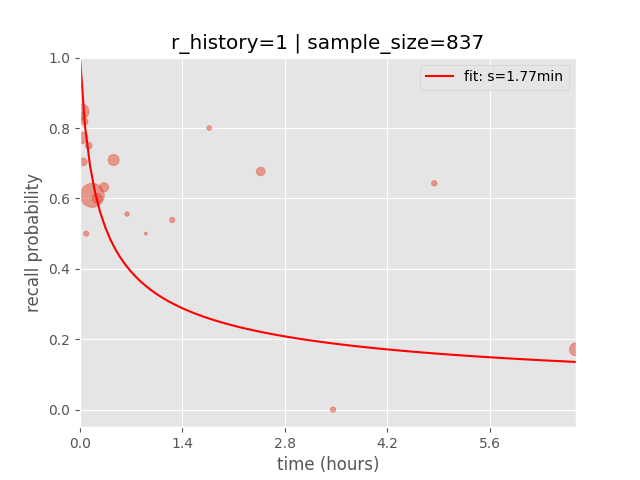 r_history=1 | sample_size=837
fit: s=1.77min
recall probability
1.0
0.8
0.6
0.4
0.2
0.0
0.0 1.4 2.8 4.2 5.6
time (hours)